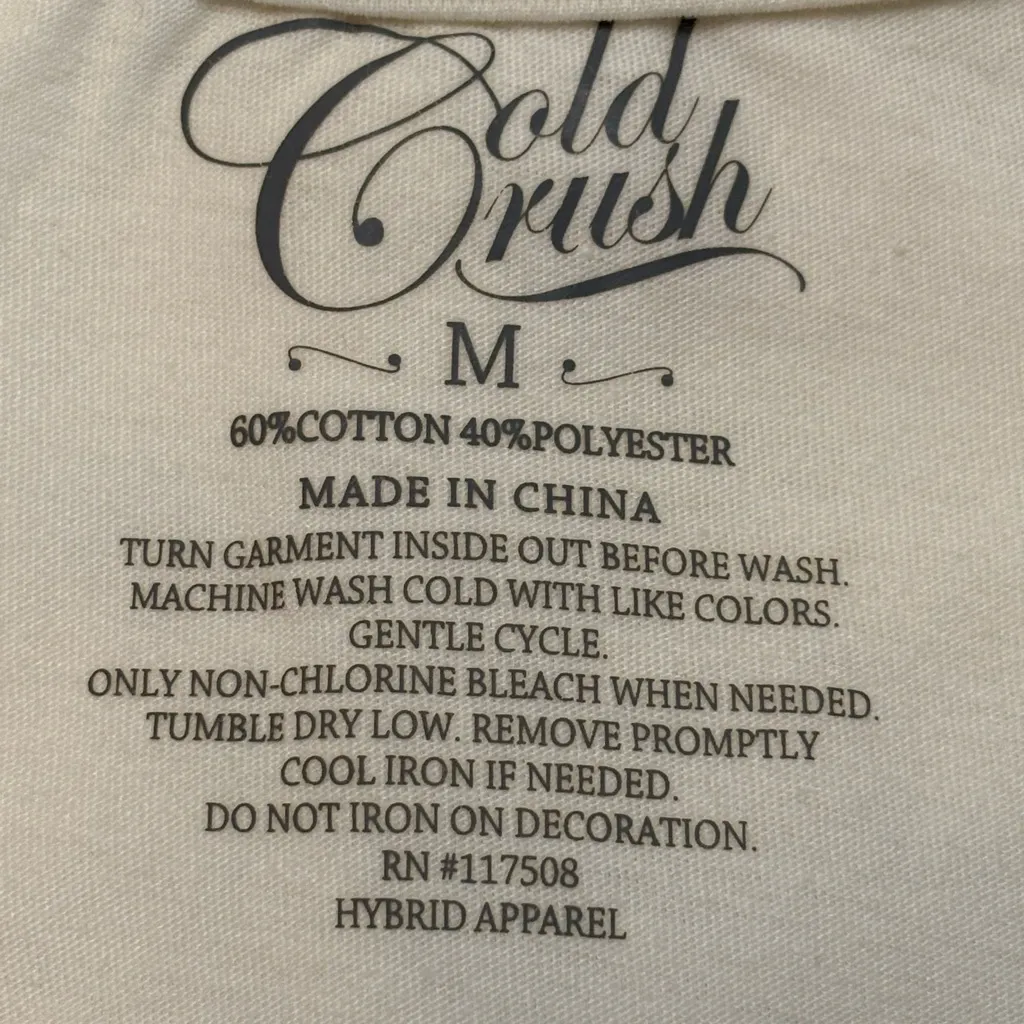 Cold
Crush
M
60%COTTON 40%POLYESTER
MADE IN CHINA
TURN GARMENT INSIDE OUT BEFORE WASH.
MACHINE WASH COLD WITH LIKE COLORS.
GENTLE CYCLE.
ONLY NON-CHLORINE BLEACH WHEN NEEDED.
TUMBLE DRY LOW. REMOVE PROMPTLY
COOL IRON IF NEEDED.
DO NOT IRON ON DECORATION.
RN #117508
HYBRID APPAREL